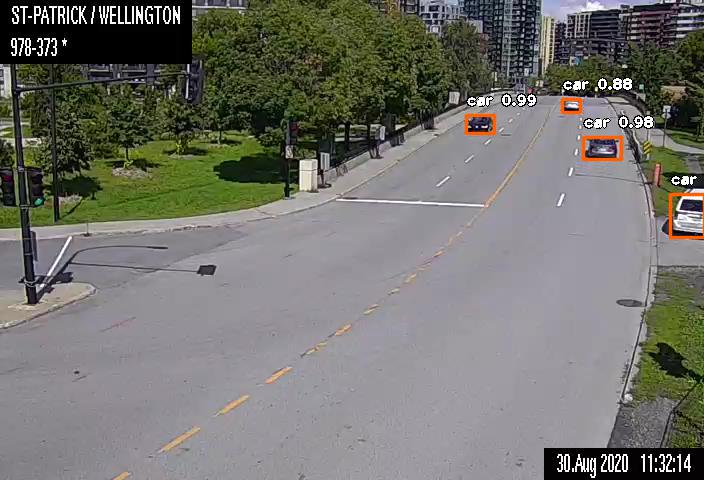 ST-PATRICK / WELLINGTON
978-373 *
car 0.88
car 0.99
car 0.98
car
30.Aug 2020 11:32:14